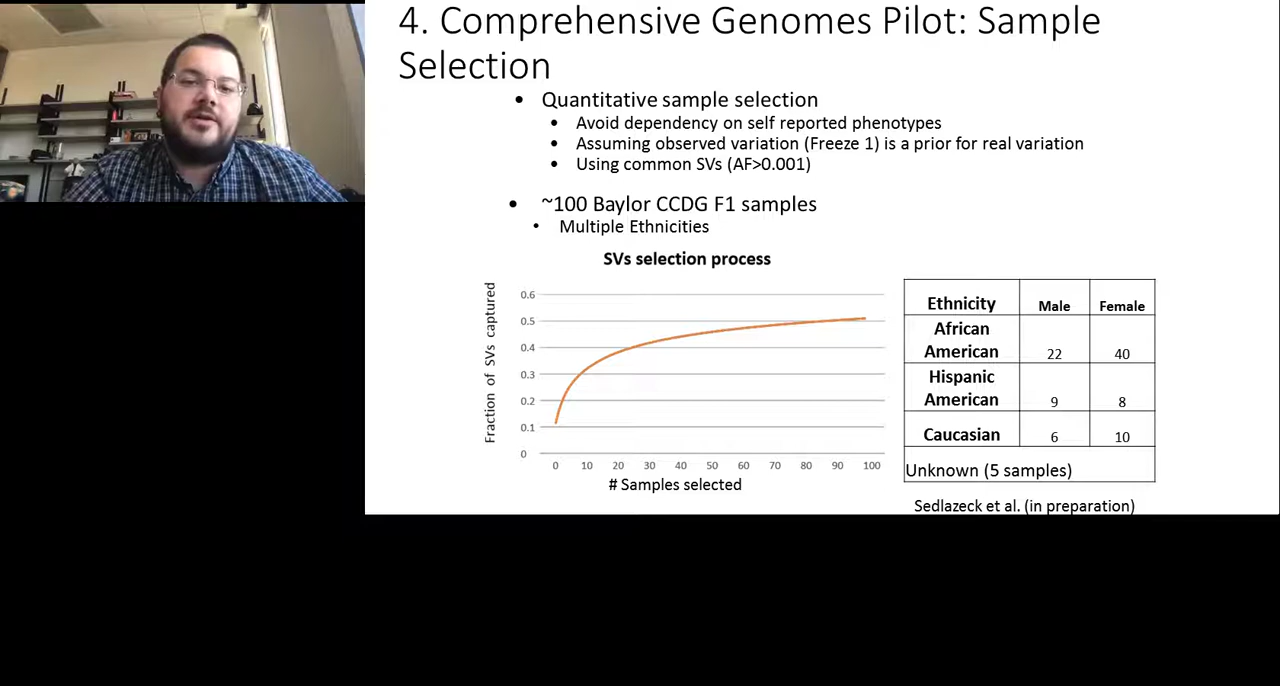 4. Comprehensive Genomes Pilot: Sample
Selection
• Quantitative sample selection
• Avoid dependency on self reported phenotypes
• Assuming observed variation (Freeze 1) is a prior for real variation
• Using common SVs (AF>0.001)
• ~100 Baylor CCDG F1 samples
• Multiple Ethnicities
SVs selection process
Fraction of SVs captured
0.6
0.5
0.4
0.3
0.2
0.1
0
0 10 20 30 40 50 60 70 80 90 100
# Samples selected
Ethnicity Male Female
African
American 22 40
Hispanic
American 9 8
Caucasian 6 10
Unknown (5 samples)
Sedlazeck et al. (in preparation)